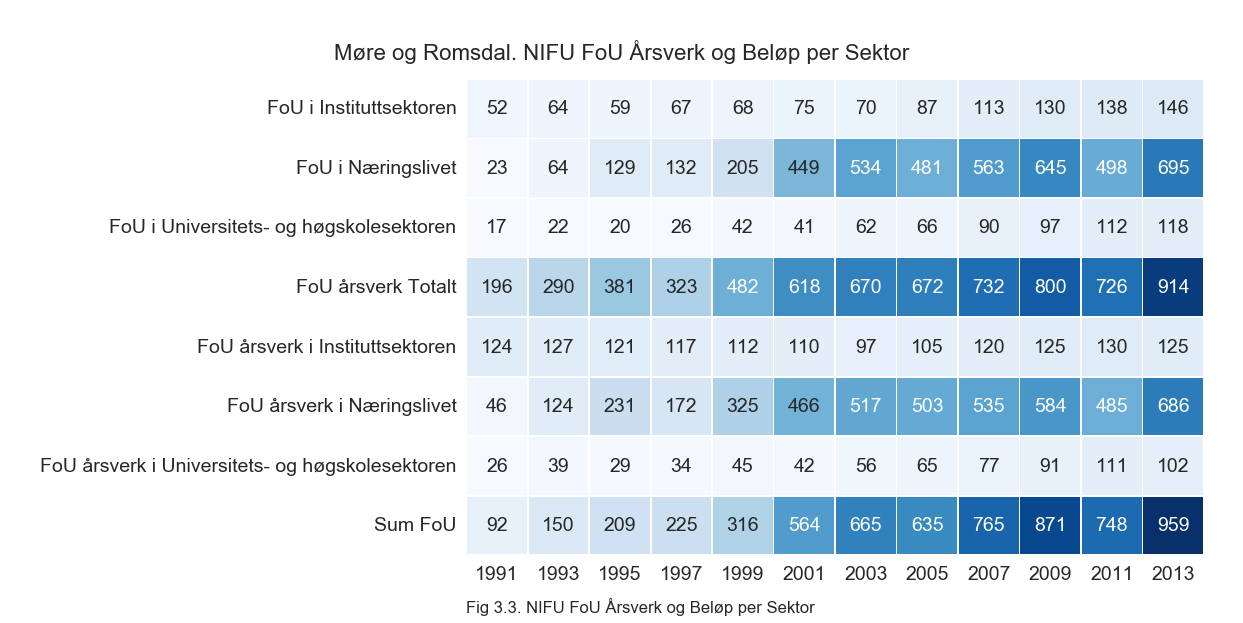 Møre og Romsdal. NIFU FoU Årsverk og Beløp per Sektor
FoU i Instituttsektoren 52 64 59 67 68 75 70 87 113 130 138 146
FoU i Næringslivet 23 64 129 132 205 449 534 481 563 645 498 695
FoU i Universitets- og høgskolesektoren 17 22 20 26 42 41 62 66 90 97 112 118
FoU årsverk Totalt 196 290 381 323 482 618 670 672 732 800 726 914
FoU årsverk i Instituttsektoren 124 127 121 117 112 110 97 105 120 125 130 125
FoU årsverk i Næringslivet 46 124 231 172 325 466 517 503 535 584 485 686
FoU årsverk i Universitets- og høgskolesektoren 26 39 29 34 45 42 56 65 77 91 111 102
Sum FoU 92 150 209 225 316 564 665 635 765 871 748 959
1991 1993 1995 1997 1999 2001 2003 2005 2007 2009 2011 2013
Fig 3.3. NIFU FoU Årsverk og Beløp per Sektor